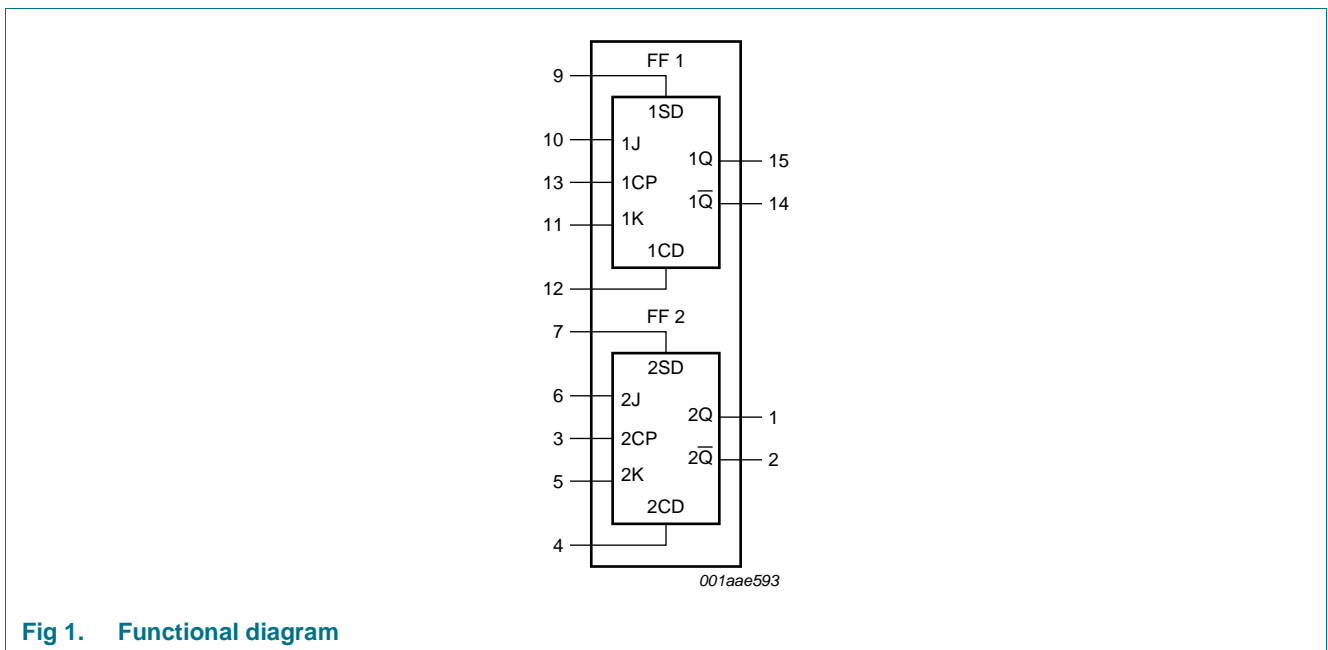 FF 1
9
1SD
10
1J
1Q
15
13
1CP
1Q̅
14
11
1K
1CD
12
FF 2
7
2SD
6
2J
2Q
1
3
2CP
2Q̅
2
5
2K
2CD
4
001aae593
Fig 1. Functional diagram